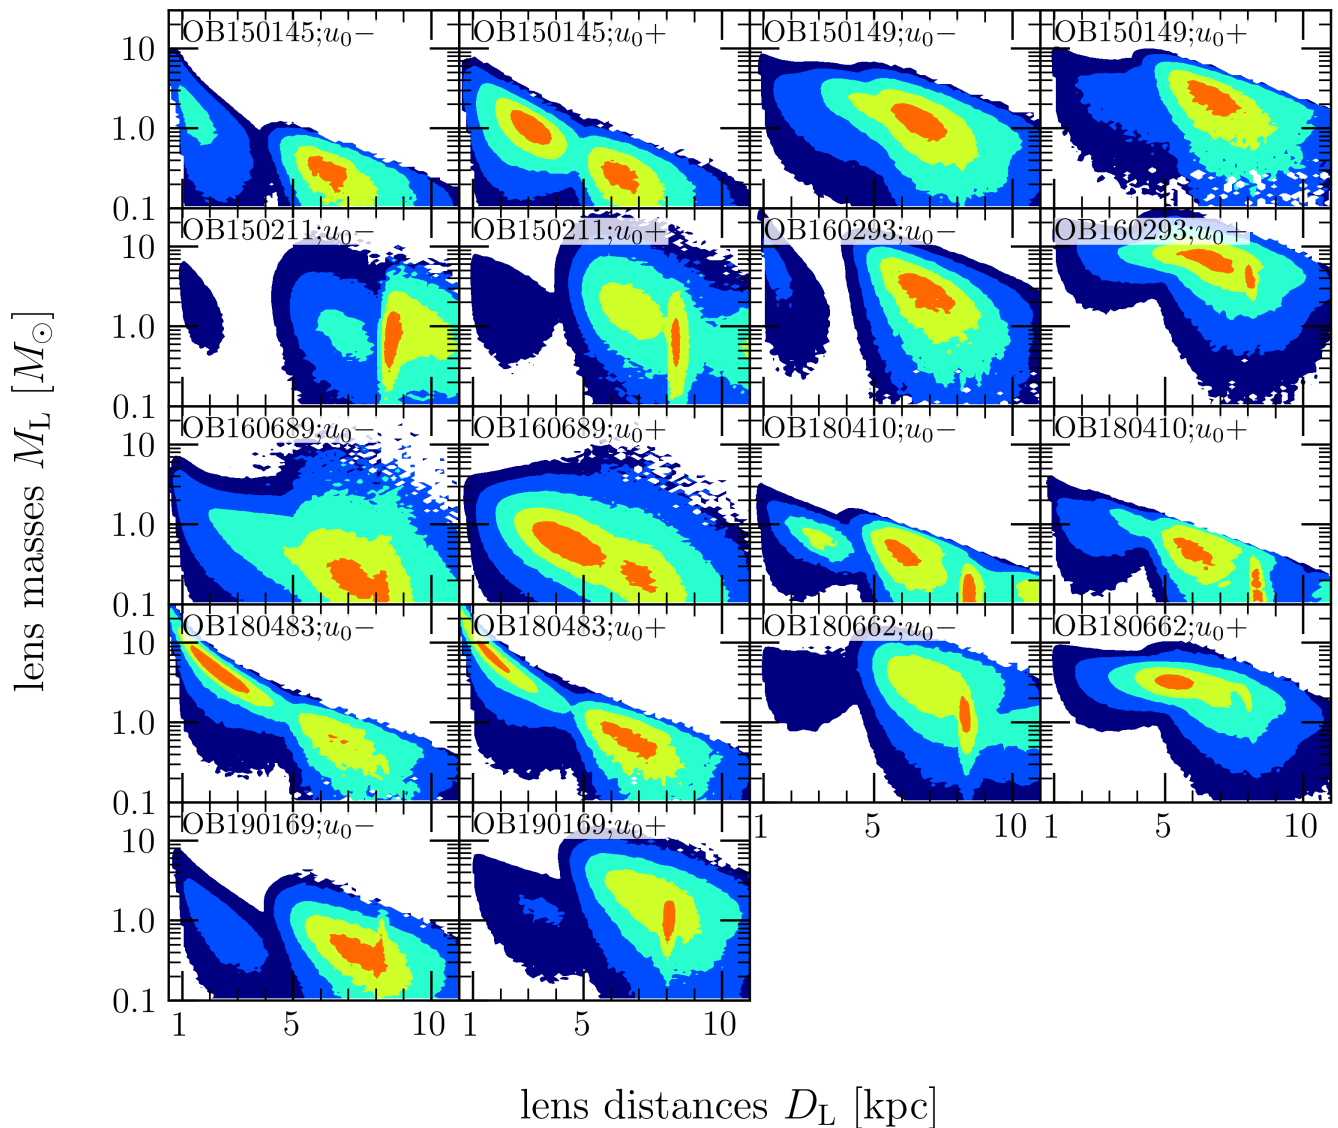 OB150145;u₀− OB150145;u₀+ OB150149;u₀− OB150149;u₀+
10
1.0
0.1
OB150211;u₀− OB150211;u₀+ OB160293;u₀− OB160293;u₀+
10
1.0
0.1
OB160689;u₀− OB160689;u₀+ OB180410;u₀− OB180410;u₀+
10
1.0
0.1
OB180483;u₀− OB180483;u₀+ OB180662;u₀− OB180662;u₀+
10
1.0
0.1
1 5 10 1 5 10
OB190169;u₀− OB190169;u₀+
10
1.0
0.1
1 5 10 1 5 10
lens masses M_L [M_⊙]
lens distances D_L [kpc]